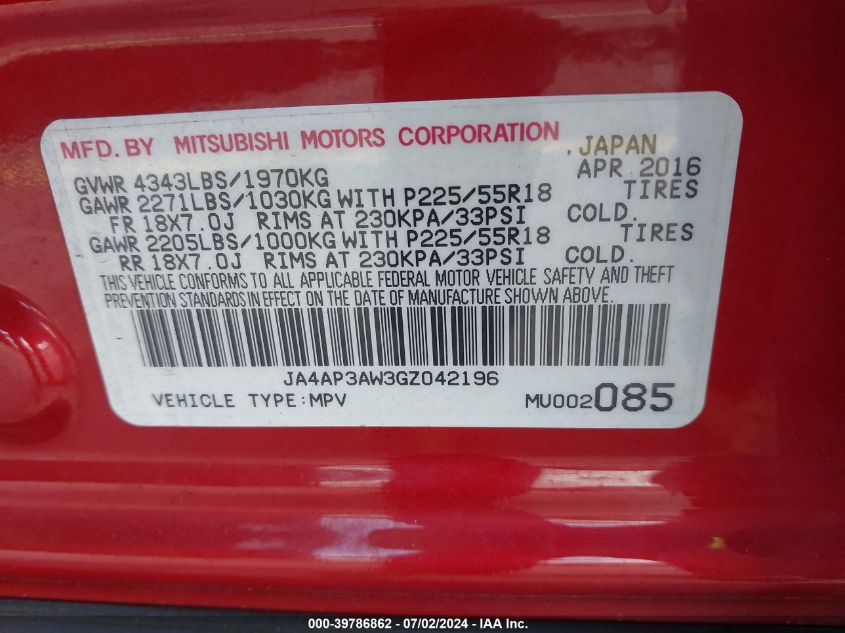 MFD. BY MITSUBISHI MOTORS CORPORATION . JAPAN
GVWR 4343LBS/1970KG APR 2016
GAWR 2271LBS/1030KG WITH P225/55R18 TIRES
FR 18X7.0J RIMS AT 230KPA/33PSI COLD.
GAWR 2205LBS/1000KG WITH P225/55R18 TIRES
RR 18X7.0J RIMS AT 230KPA/33PSI COLD.
THIS VEHICLE CONFORMS TO ALL APPLICABLE FEDERAL MOTOR VEHICLE SAFETY AND THEFT
PREVENTION STANDARDS IN EFFECT ON THE DATE OF MANUFACTURE SHOWN ABOVE.
JA4AP3AW3GZ042196
VEHICLE TYPE:MPV MU002085
000-39786862 - 07/02/2024 - IAA Inc.